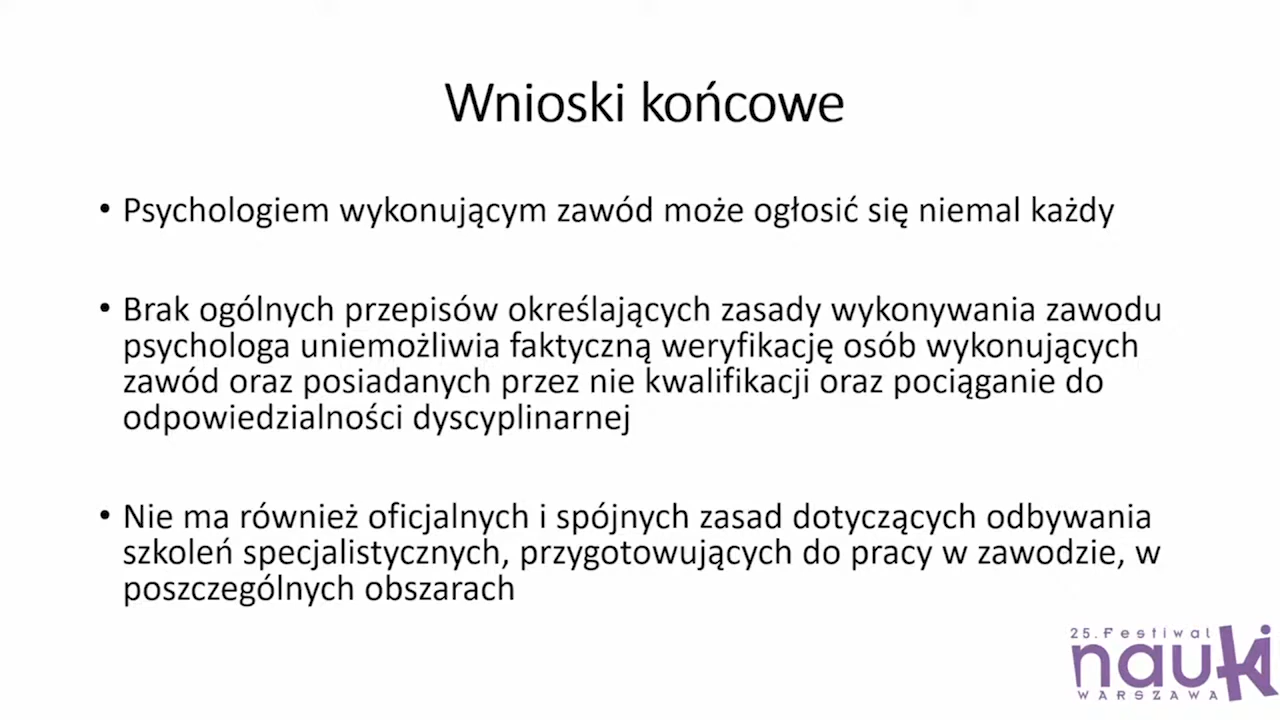 Wnioski końcowe
• Psychologiem wykonującym zawód może ogłosić się niemal każdy
• Brak ogólnych przepisów określających zasady wykonywania zawodu
psychologa uniemożliwia faktyczną weryfikację osób wykonujących
zawód oraz posiadanych przez nie kwalifikacji oraz pociąganie do
odpowiedzialności dyscyplinarnej
• Nie ma również oficjalnych i spójnych zasad dotyczących odbywania
szkoleń specjalistycznych, przygotowujących do pracy w zawodzie, w
poszczególnych obszarach
25.Festiwal
nauki
WARSZAWA